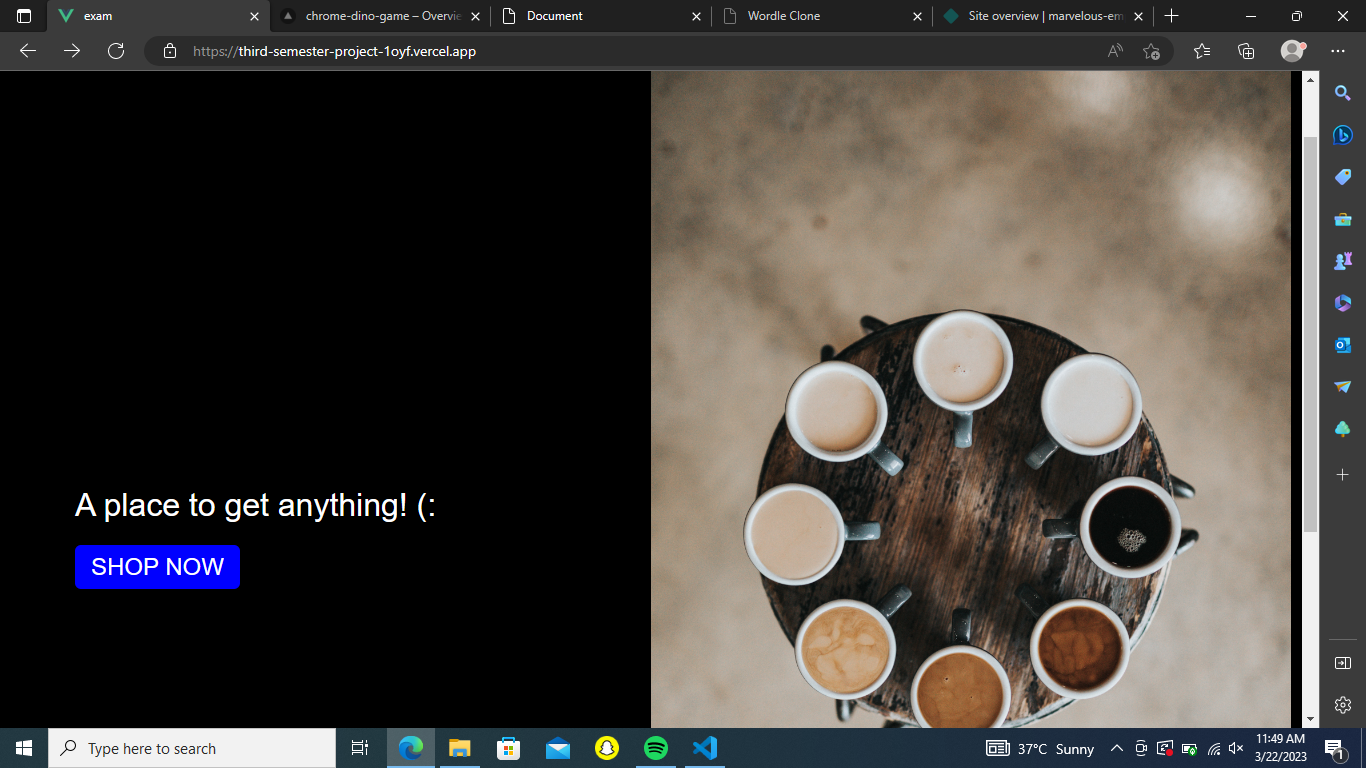 exam
chrome-dino-game – Overvie
Document
Wordle Clone
Site overview | marvelous-em
https://third-semester-project-1oyf.vercel.app
A place to get anything! (:
SHOP NOW
Type here to search
37°C Sunny
11:49 AM
3/22/2023
1